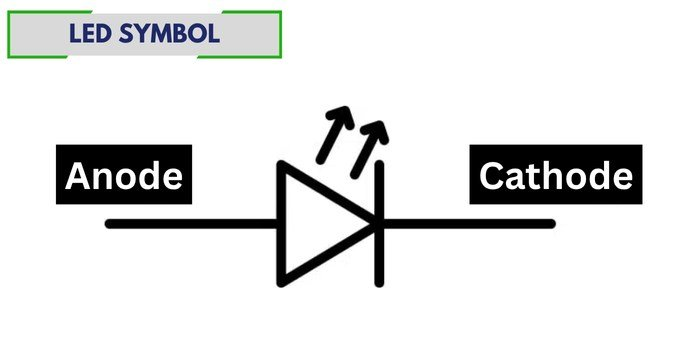 LED SYMBOL
Anode
Cathode